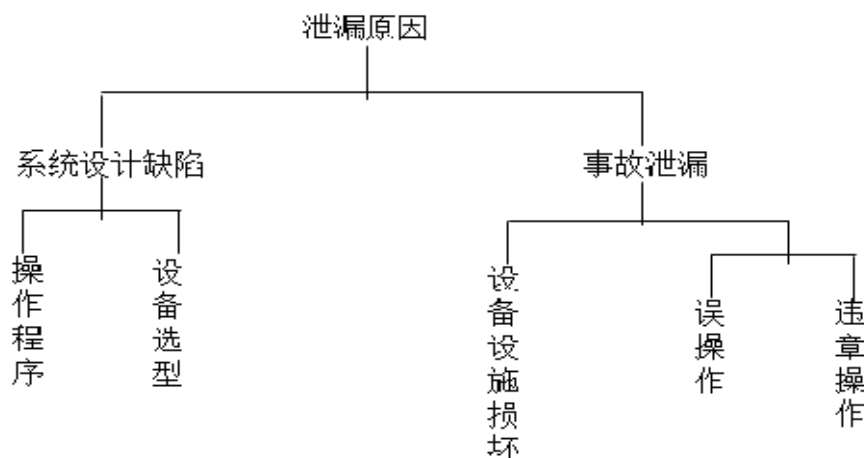 泄漏原因
系统设计缺陷
事故泄漏
操作程序
设备选型
设备设施损坏
误操作
违章操作